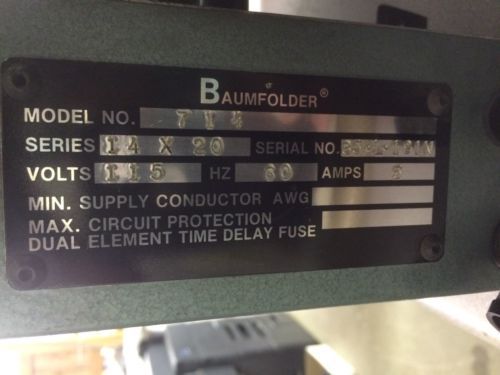 BAUMFOLDER®
MODEL NO. 714
SERIES 14 X 20 SERIAL NO.
VOLTS 115 HZ 60 AMPS
MIN. SUPPLY CONDUCTOR AWG
MAX. CIRCUIT PROTECTION
DUAL ELEMENT TIME DELAY FUSE